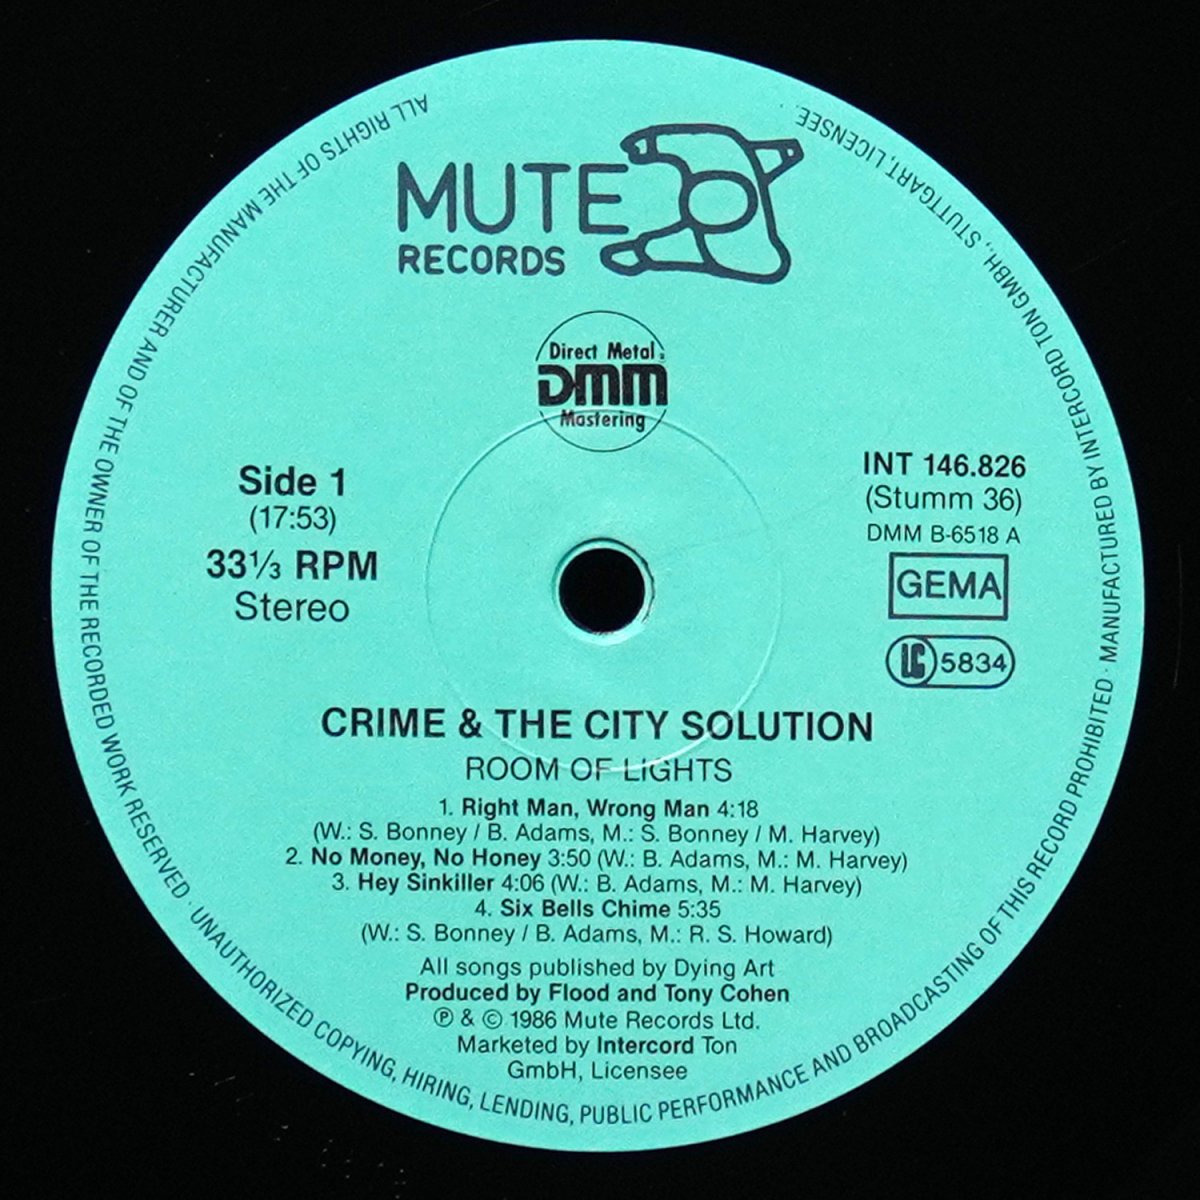 MUTE
RECORDS
Direct Metal
DMM
Mastering
Side 1
(17:53)
33⅓ RPM
Stereo
INT 146.826
(Stumm 36)
DMM B-6518 A
GEMA
LC 5834
CRIME & THE CITY SOLUTION
ROOM OF LIGHTS
1. Right Man, Wrong Man 4:18
(W.: S. Bonney / B. Adams, M.: S. Bonney / M. Harvey)
2. No Money, No Honey 3:50 (W.: B. Adams, M.: M. Harvey)
3. Hey Sinkiller 4:06 (W.: B. Adams, M.: M. Harvey)
4. Six Bells Chime 5:35
(W.: S. Bonney / B. Adams, M.: R. S. Howard)
All songs published by Dying Art
Produced by Flood and Tony Cohen
℗ & © 1986 Mute Records Ltd.
Marketed by Intercord Ton
GmbH, Licensee
ALL RIGHTS OF THE MANUFACTURER AND OF THE OWNER OF THE RECORDED WORK RESERVED · UNAUTHORIZED COPYING, HIRING, LENDING, PUBLIC PERFORMANCE AND BROADCASTING OF THIS RECORD PROHIBITED · MANUFACTURED BY INTERCORD TON GMBH., STUTTGART, LICENSEE.